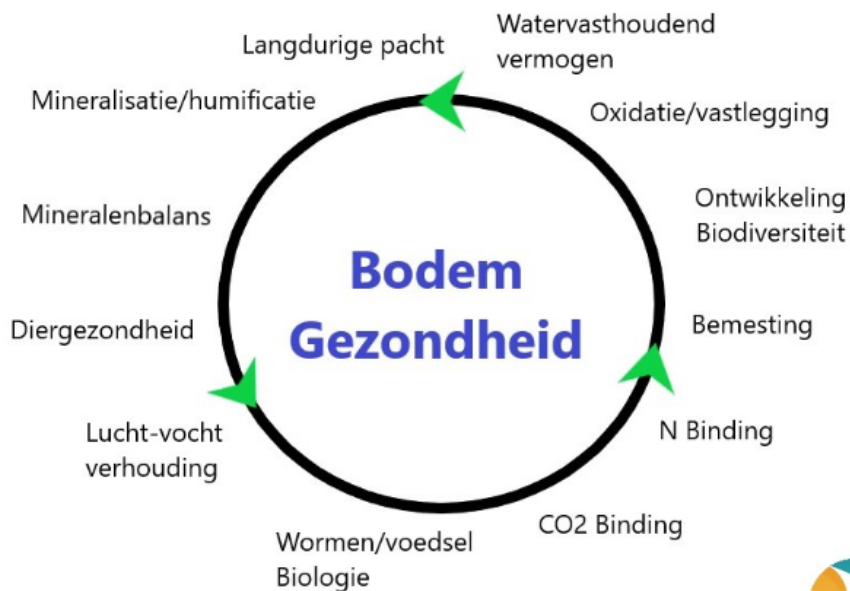 Langdurige pacht
Watervasthoudend
vermogen
Mineralisatie/humificatie
Oxidatie/vastlegging
Mineralenbalans
Ontwikkeling
Biodiversiteit
Bodem
Gezondheid
Diergezondheid
Bemesting
Lucht-vocht
verhouding
N Binding
Wormen/voedsel
Biologie
CO2 Binding